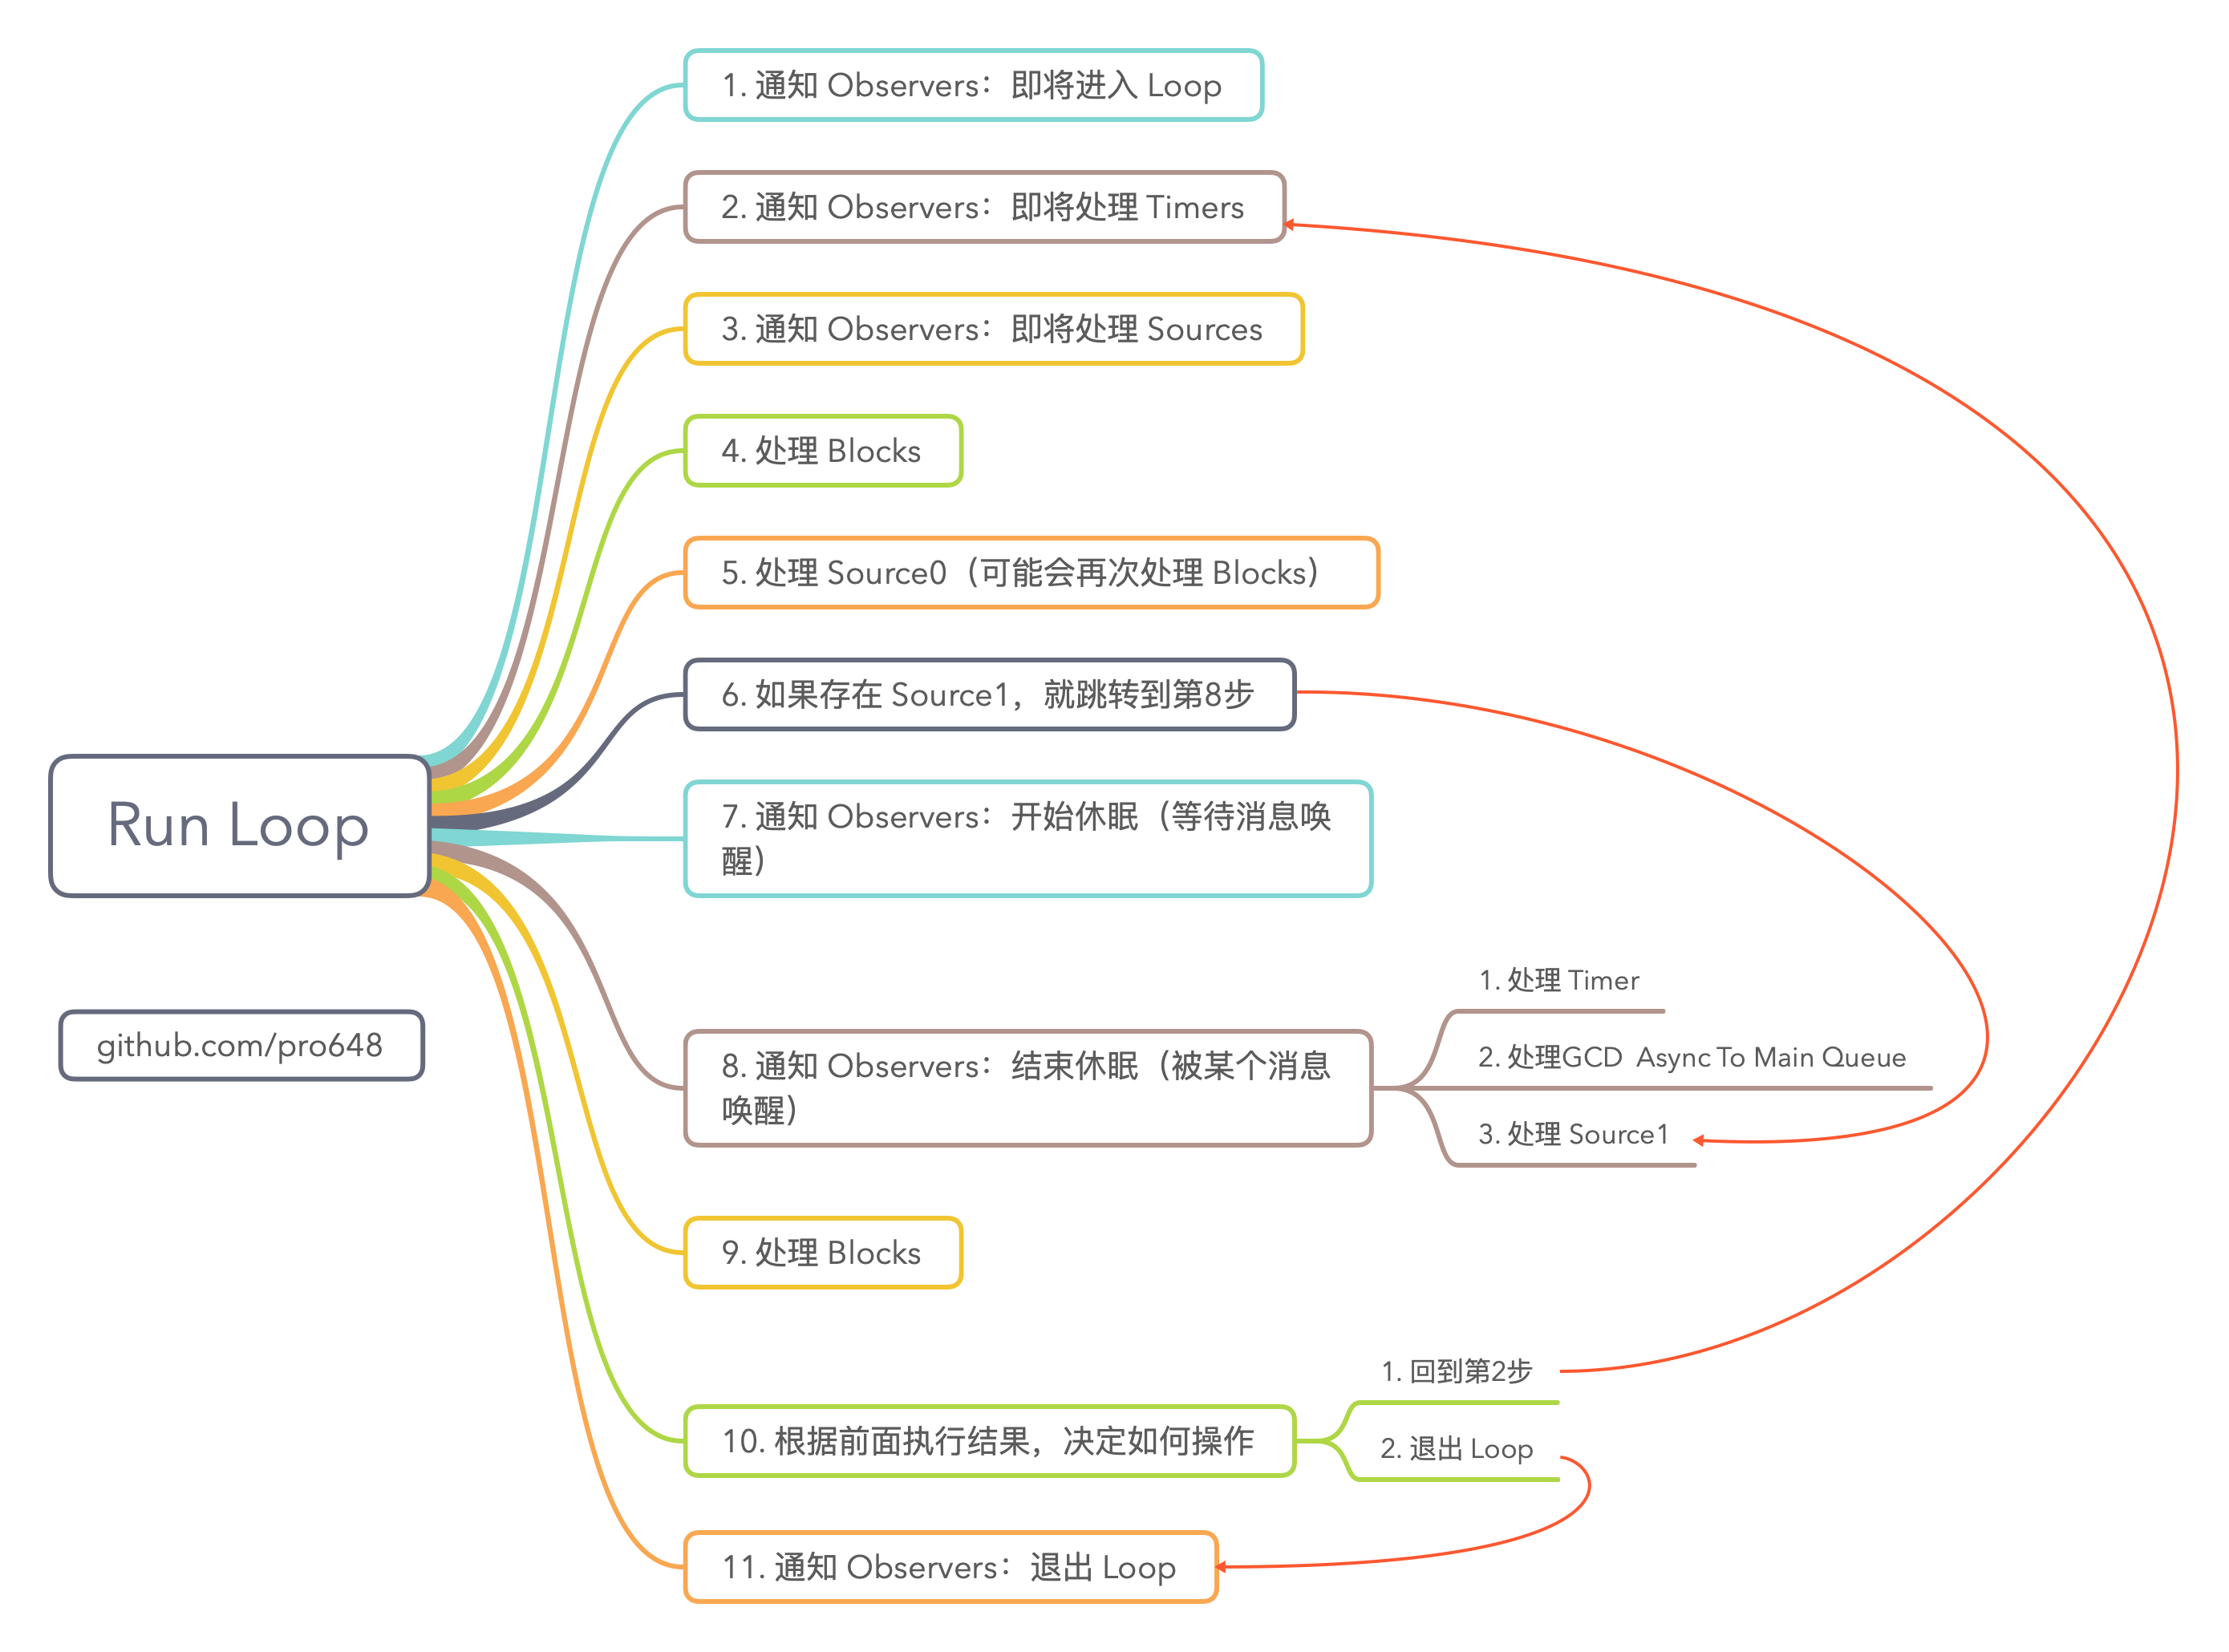 1. 通知 Observers：即将进入 Loop
2. 通知 Observers：即将处理 Timers
3. 通知 Observers：即将处理 Sources
4. 处理 Blocks
5. 处理 Source0（可能会再次处理 Blocks）
6. 如果存在 Source1，就跳转到第8步
Run Loop
7. 通知 Observers：开始休眠（等待消息唤
醒）
github.com/pro648
8. 通知 Observers：结束休眠（被某个消息
唤醒）
1. 处理 Timer
2. 处理GCD  Async To Main Queue
3. 处理 Source1
9. 处理 Blocks
10. 根据前面执行结果，决定如何操作
1. 回到第2步
2. 退出 Loop
11. 通知 Observers：退出 Loop